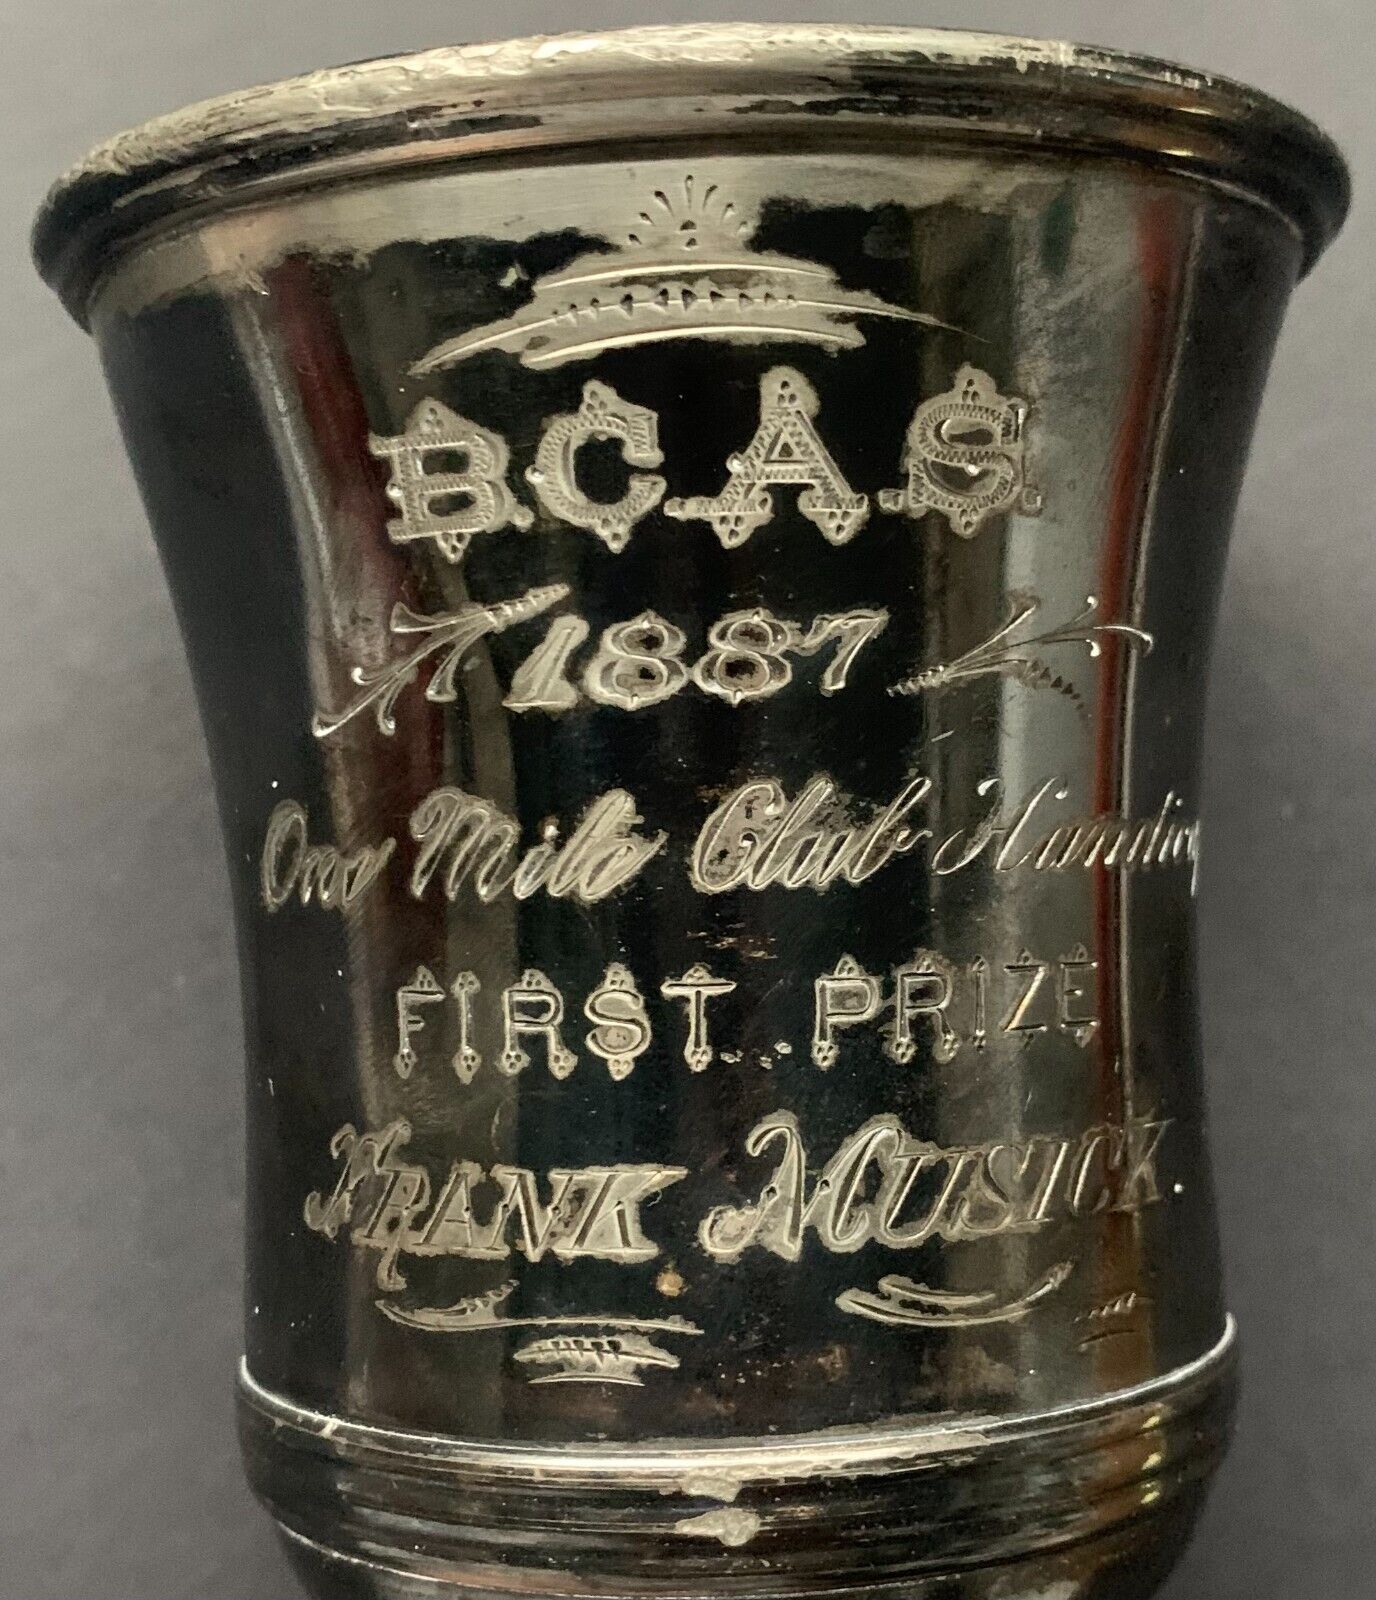 B.C.A.S.
1887
One Mile Club Handicap
FIRST PRIZE
FRANK MUSICK.